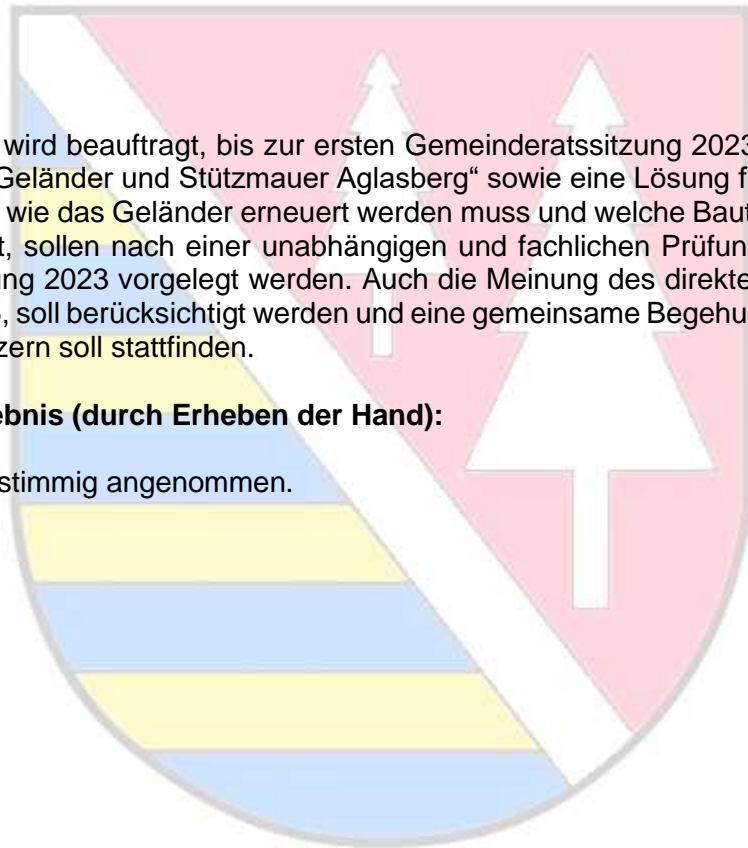 wird beauftragt, bis zur ersten Gemeinderatssitzung 2023
Geländer und Stützmauer Aglasberg“ sowie eine Lösung f
wie das Geländer erneuert werden muss und welche Baut
t, sollen nach einer unabhängigen und fachlichen Prüfun
ung 2023 vorgelegt werden. Auch die Meinung des direkte
, soll berücksichtigt werden und eine gemeinsame Begehu
zern soll stattfinden.
ebnis (durch Erheben der Hand):
stimmig angenommen.